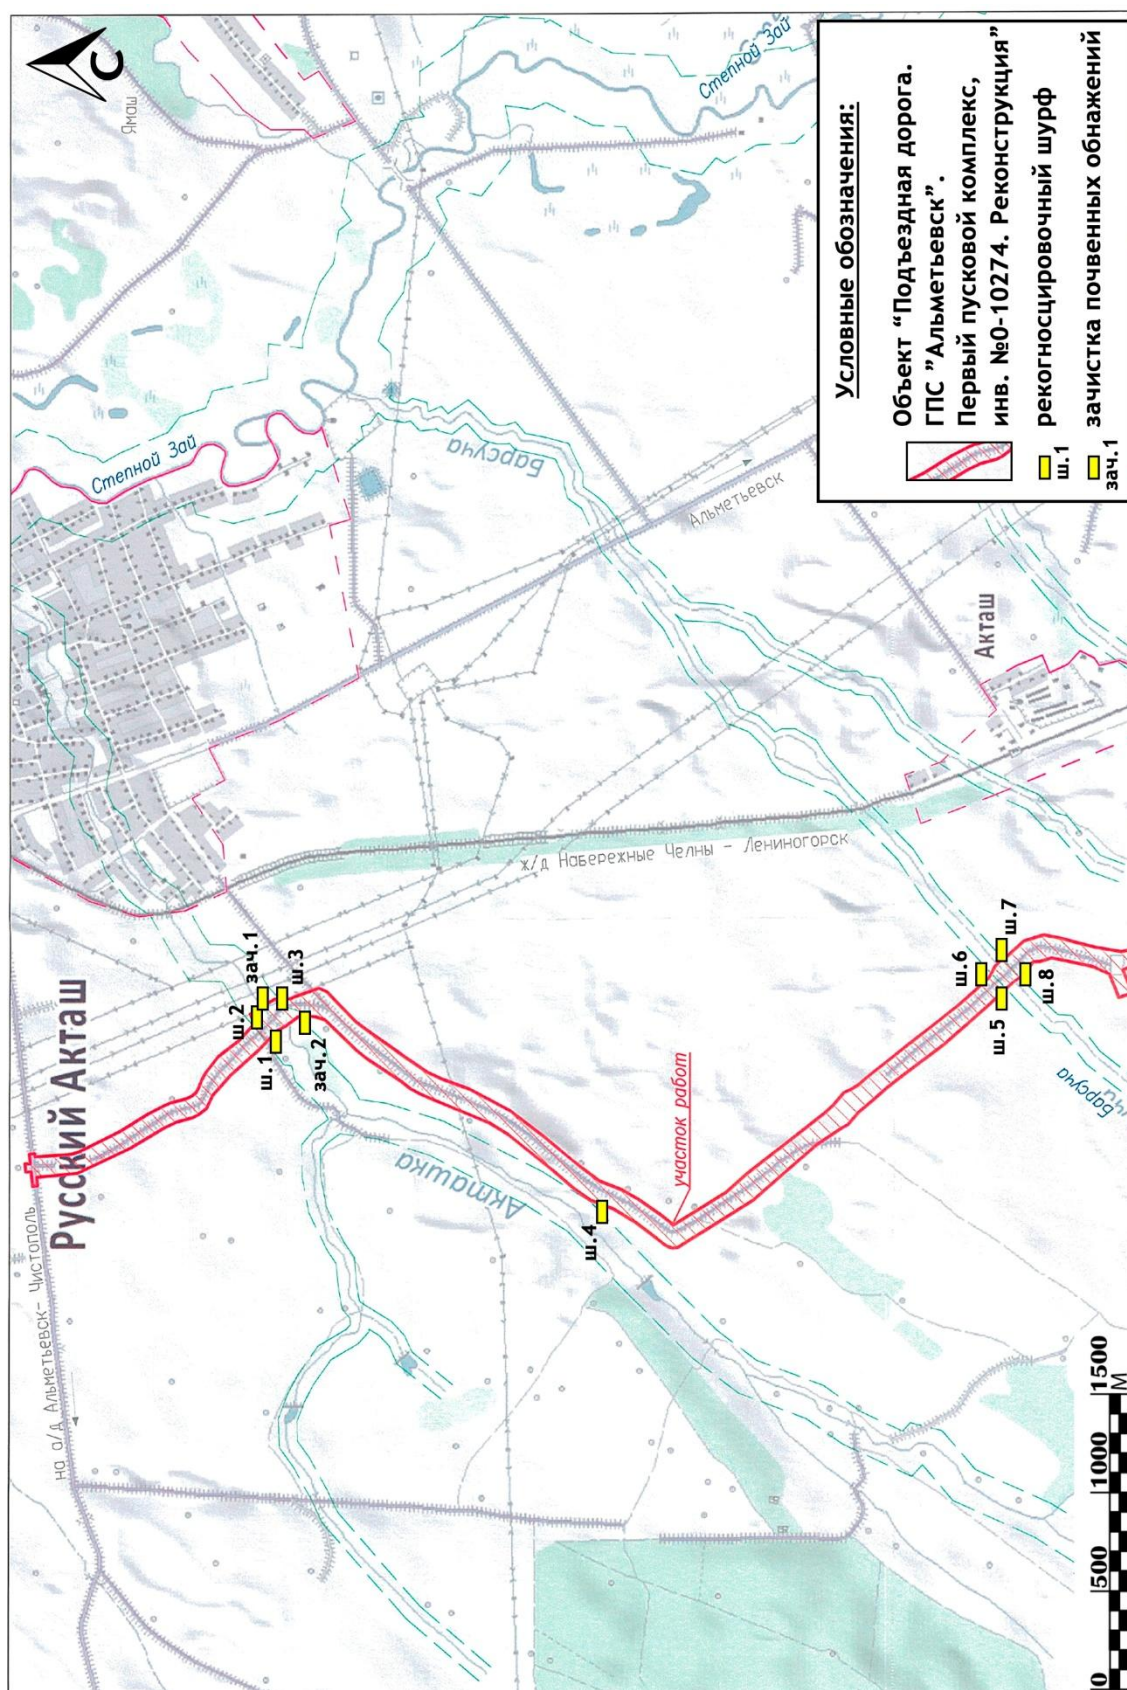 С
Ямаш
Степной Зай
Степной Зай
Условные обозначения:
Объект “Подъездная дорога.
ГПС ”Альметьевск”.
Первый пусковой комплекс,
инв. №0-10274. Реконструкция”
ш.1
рекогносцировочный шурф
зач.1
зачистка почвенных обнажений
Барсуча
Альметьевск
Акташ
ж/д Набережные Челны - Лениногорск
Русский Акташ
на а/д Альметьевск- Чистополь
ш.2
зач.1
ш.3
ш.1
зач.2
Акташка
ш.4
участок работ
ш.6
ш.7
ш.5
ш.8
Барсуча
0 500 1000 1500
М